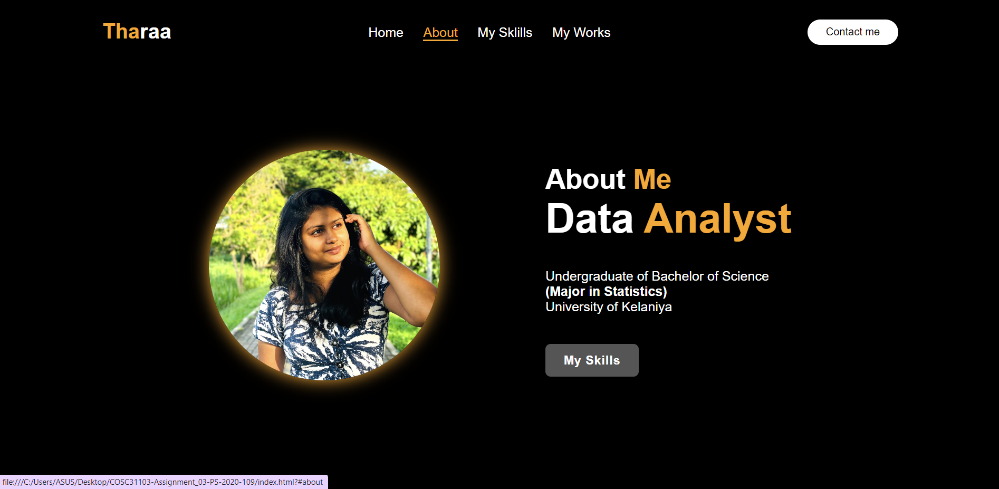 Tharaa
Home About My Sklills My Works
Contact me
About Me
Data Analyst
Undergraduate of Bachelor of Science
(Major in Statistics)
University of Kelaniya
My Skills
file:///C:/Users/ASUS/Desktop/COSC31103-Assignment_03-PS-2020-109/index.html?#about